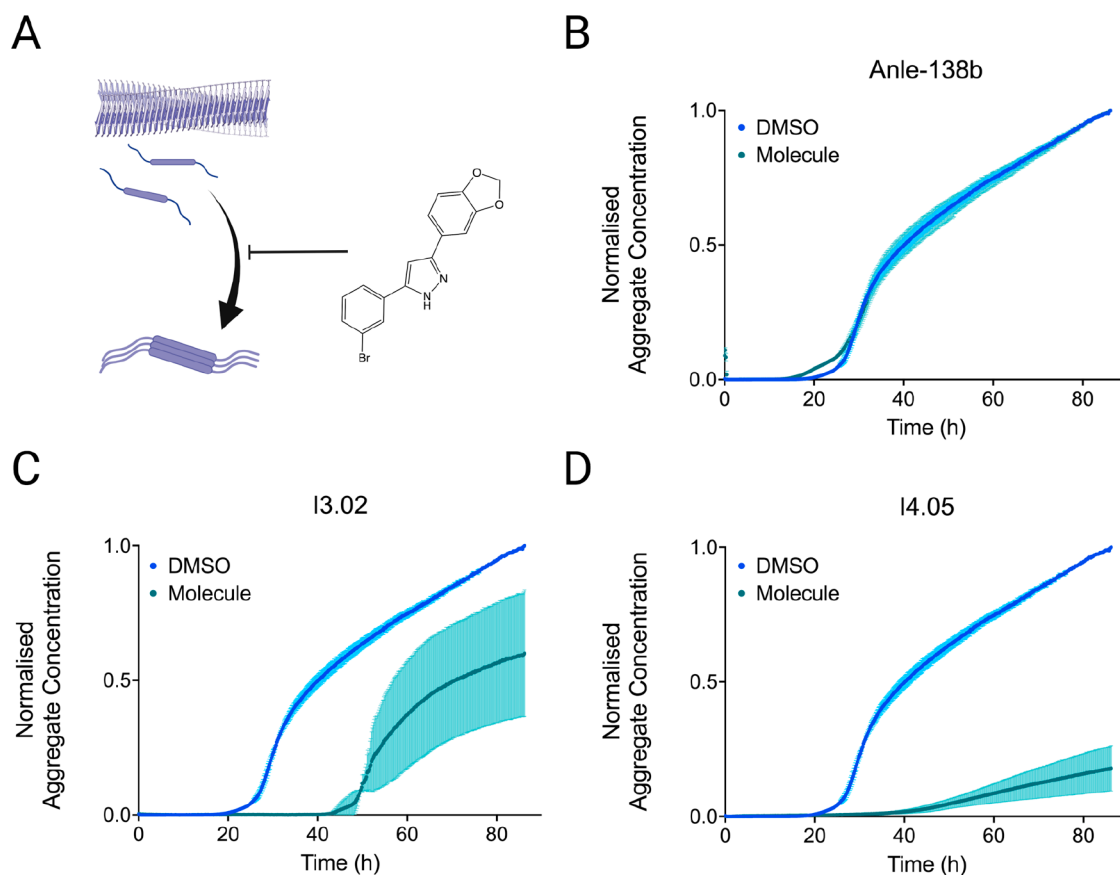 A
O
O
N
N
H
Br
B
Anle-138b
DMSO
Molecule
Normalised
Aggregate Concentration
1.0
0.5
0.0
0 20 40 60 80
Time (h)
C
I3.02
DMSO
Molecule
Normalised
Aggregate Concentration
1.0
0.5
0.0
0 20 40 60 80
Time (h)
D
I4.05
DMSO
Molecule
Normalised
Aggregate Concentration
1.0
0.5
0.0
0 20 40 60 80
Time (h)